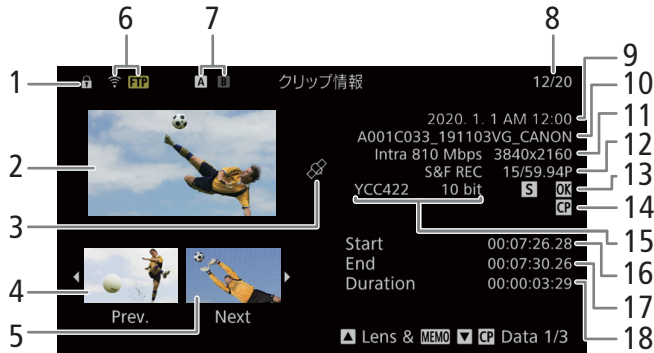 6 7 8
1 FTP A B クリップ情報 12/20 9
10
2020. 1. 1 AM 12:00 11
A001C033_191103VG_CANON 12
2 Intra 810 Mbps 3840x2160
S&F REC 15/59.94P 13
YCC422 10 bit S OK
CP 14
3 15
Start 00:07:26.28 16
4 End 00:07:30.26
Duration 00:00:03:29 17
5 Prev. Next
▲ Lens & MEMO ▼ CP Data 1/3 18